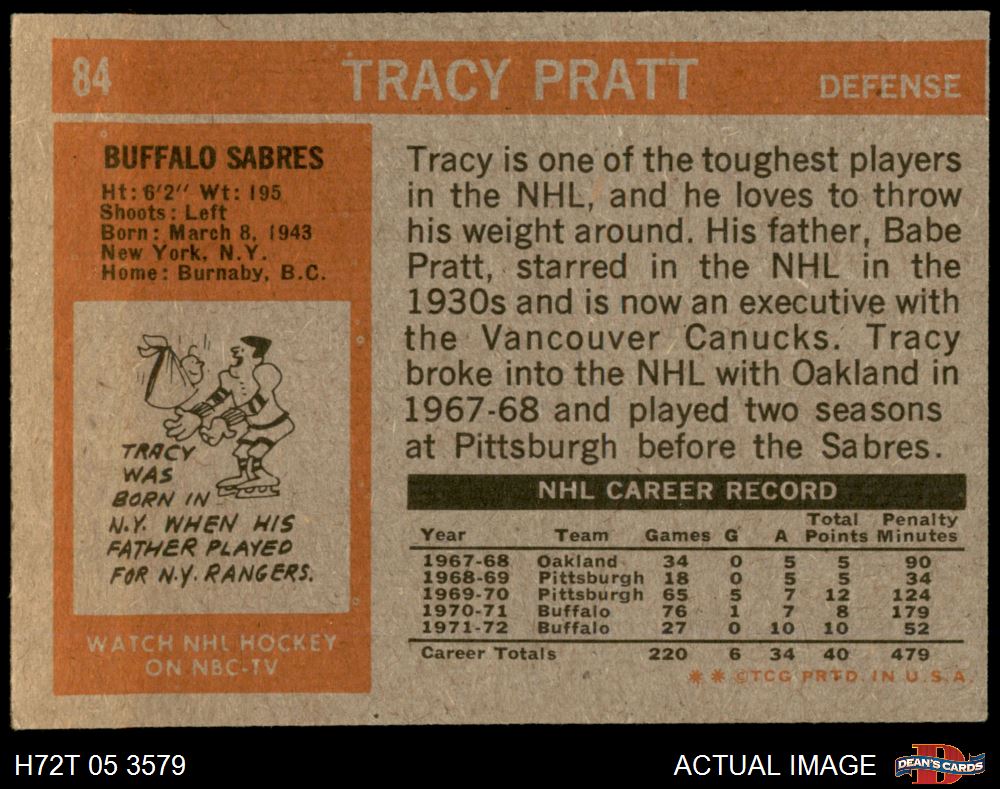 84 TRACY PRATT DEFENSE
BUFFALO SABRES
Ht: 6'2" Wt: 195
Shoots: Left
Born: March 8, 1943
New York, N.Y.
Home: Burnaby, B.C.
TRACY
WAS
BORN IN
N.Y. WHEN HIS
FATHER PLAYED
FOR N.Y. RANGERS.
WATCH NHL HOCKEY
ON NBC-TV
Tracy is one of the toughest players
in the NHL, and he loves to throw
his weight around. His father, Babe
Pratt, starred in the NHL in the
1930s and is now an executive with
the Vancouver Canucks. Tracy
broke into the NHL with Oakland in
1967-68 and played two seasons
at Pittsburgh before the Sabres.
NHL CAREER RECORD
Year Team Games G A Total Points Penalty Minutes
1967-68 Oakland 34 0 5 5 90
1968-69 Pittsburgh 18 0 5 5 34
1969-70 Pittsburgh 65 5 7 12 124
1970-71 Buffalo 76 1 7 8 179
1971-72 Buffalo 27 0 10 10 52
Career Totals 220 6 34 40 479
* * ©TCG PRTD. IN U.S.A.
H72T 05 3579 ACTUAL IMAGE DEAN'S CARDS